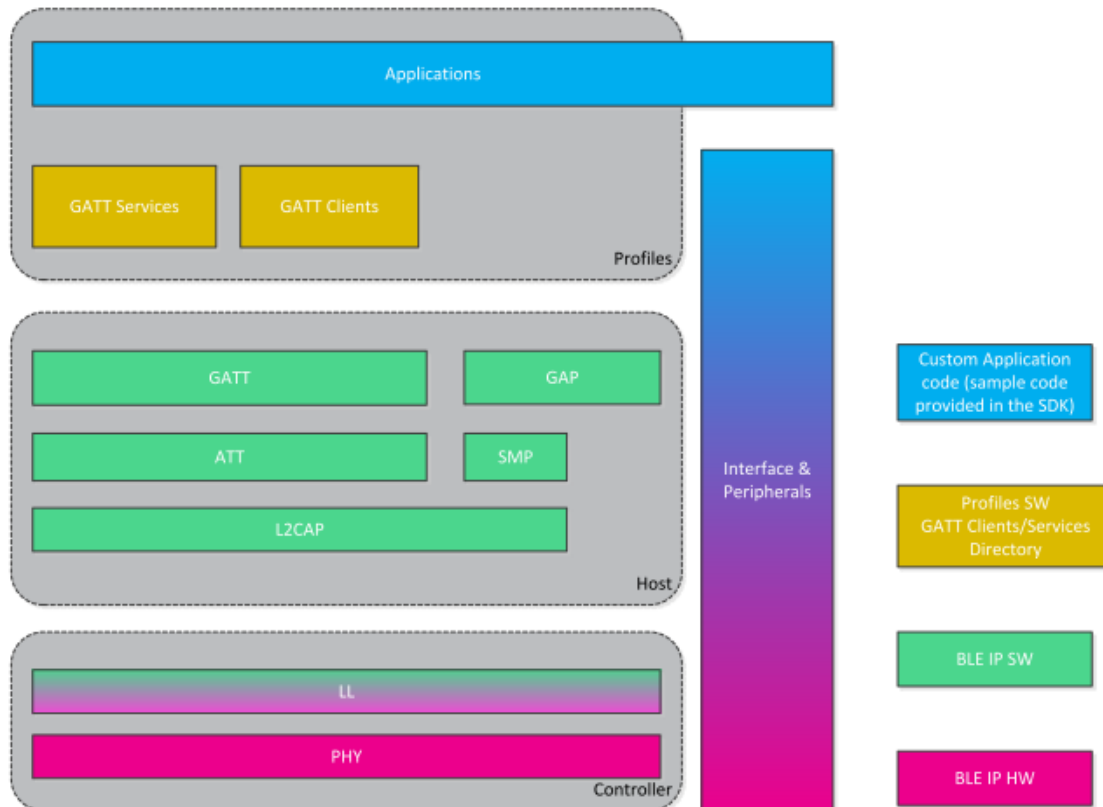 Applications
GATT Services
GATT Clients
Profiles
GATT
GAP
ATT
SMP
L2CAP
Host
LL
PHY
Controller
Interface &
Peripherals
Custom Application
code (sample code
provided in the SDK)
Profiles SW
GATT Clients/Services
Directory
BLE IP SW
BLE IP HW